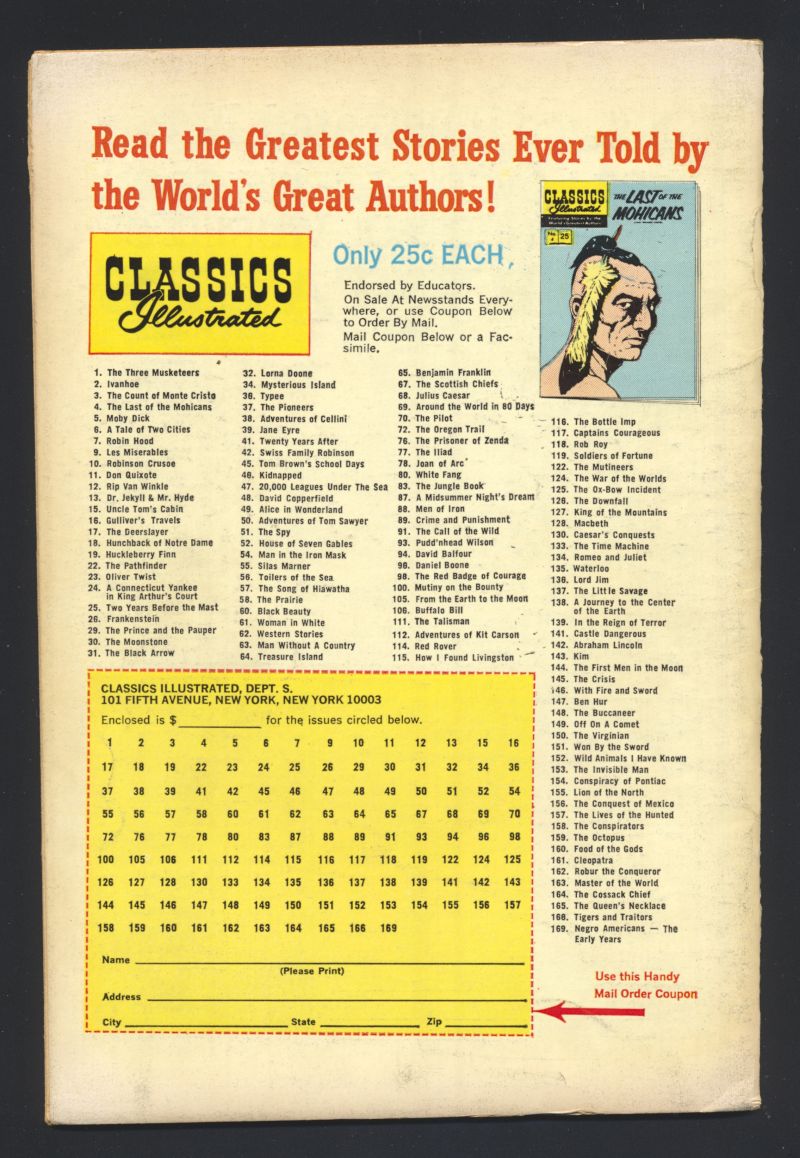 Read the Greatest Stories Ever Told by
the World's Great Authors!
CLASSICS
Illustrated
Only 25c EACH,
Endorsed by Educators.
On Sale At Newsstands Every-
where, or use Coupon Below
to Order By Mail.
Mail Coupon Below or a Fac-
simile.
CLASSICS
Illustrated
Featuring Stories by the
World's Greatest Authors
No.
4
25¢
THE LAST OF THE
MOHICANS
1. The Three Musketeers
2. Ivanhoe
3. The Count of Monte Cristo
4. The Last of the Mohicans
5. Moby Dick
6. A Tale of Two Cities
7. Robin Hood
9. Les Miserables
10. Robinson Crusoe
11. Don Quixote
12. Rip Van Winkle
13. Dr. Jekyll & Mr. Hyde
15. Uncle Tom's Cabin
16. Gulliver's Travels
17. The Deerslayer
18. Hunchback of Notre Dame
19. Huckleberry Finn
22. The Pathfinder
23. Oliver Twist
24. A Connecticut Yankee
in King Arthur's Court
25. Two Years Before the Mast
26. Frankenstein
29. The Prince and the Pauper
30. The Moonstone
31. The Black Arrow
32. Lorna Doone
34. Mysterious Island
36. Typee
37. The Pioneers
38. Adventures of Cellini
39. Jane Eyre
41. Twenty Years After
42. Swiss Family Robinson
45. Tom Brown's School Days
46. Kidnapped
47. 20,000 Leagues Under The Sea
48. David Copperfield
49. Alice in Wonderland
50. Adventures of Tom Sawyer
51. The Spy
52. House of Seven Gables
54. Man in the Iron Mask
55. Silas Marner
56. Toilers of the Sea
57. The Song of Hiawatha
58. The Prairie
60. Black Beauty
61. Woman in White
62. Western Stories
63. Man Without A Country
64. Treasure Island
65. Benjamin Franklin
67. The Scottish Chiefs
68. Julius Caesar
69. Around the World in 80 Days
70. The Pilot
72. The Oregon Trail
76. The Prisoner of Zenda
77. The Iliad
78. Joan of Arc
80. White Fang
83. The Jungle Book
87. A Midsummer Night's Dream
88. Men of Iron
89. Crime and Punishment
91. The Call of the Wild
93. Pudd'nhead Wilson
94. David Balfour
96. Daniel Boone
98. The Red Badge of Courage
100. Mutiny on the Bounty
105. From the Earth to the Moon
106. Buffalo Bill
111. The Talisman
112. Adventures of Kit Carson
114. Red Rover
115. How I Found Livingston
116. The Bottle Imp
117. Captains Courageous
118. Rob Roy
119. Soldiers of Fortune
122. The Mutineers
124. The War of the Worlds
125. The Ox-Bow Incident
126. The Downfall
127. King of the Mountains
128. Macbeth
130. Caesar's Conquests
133. The Time Machine
134. Romeo and Juliet
135. Waterloo
136. Lord Jim
137. The Little Savage
138. A Journey to the Center
of the Earth
139. In the Reign of Terror
141. Castle Dangerous
142. Abraham Lincoln
143. Kim
144. The First Men in the Moon
145. The Crisis
146. With Fire and Sword
147. Ben Hur
148. The Buccaneer
149. Off On A Comet
150. The Virginian
151. Won By the Sword
152. Wild Animals I Have Known
153. The Invisible Man
154. Conspiracy of Pontiac
155. Lion of the North
156. The Conquest of Mexico
157. The Lives of the Hunted
158. The Conspirators
159. The Octopus
160. Food of the Gods
161. Cleopatra
162. Robur the Conqueror
163. Master of the World
164. The Cossack Chief
165. The Queen's Necklace
166. Tigers and Traitors
169. Negro Americans — The
Early Years
CLASSICS ILLUSTRATED, DEPT. S.
101 FIFTH AVENUE, NEW YORK, NEW YORK 10003
Enclosed is $ for the issues circled below.
1 2 3 4 5 6 7 9 10 11 12 13 15 16
17 18 19 22 23 24 25 26 29 30 31 32 34 36
37 38 39 41 42 45 46 47 48 49 50 51 52 54
55 56 57 58 60 61 62 63 64 65 67 68 69 70
72 76 77 78 80 83 87 88 89 91 93 94 96 98
100 105 106 111 112 114 115 116 117 118 119 122 124 125
126 127 128 130 133 134 135 136 137 138 139 141 142 143
144 145 146 147 148 149 150 151 152 153 154 155 156 157
158 159 160 161 162 163 164 165 166 169
Name
(Please Print)
Address
City State Zip
Use this Handy
Mail Order Coupon